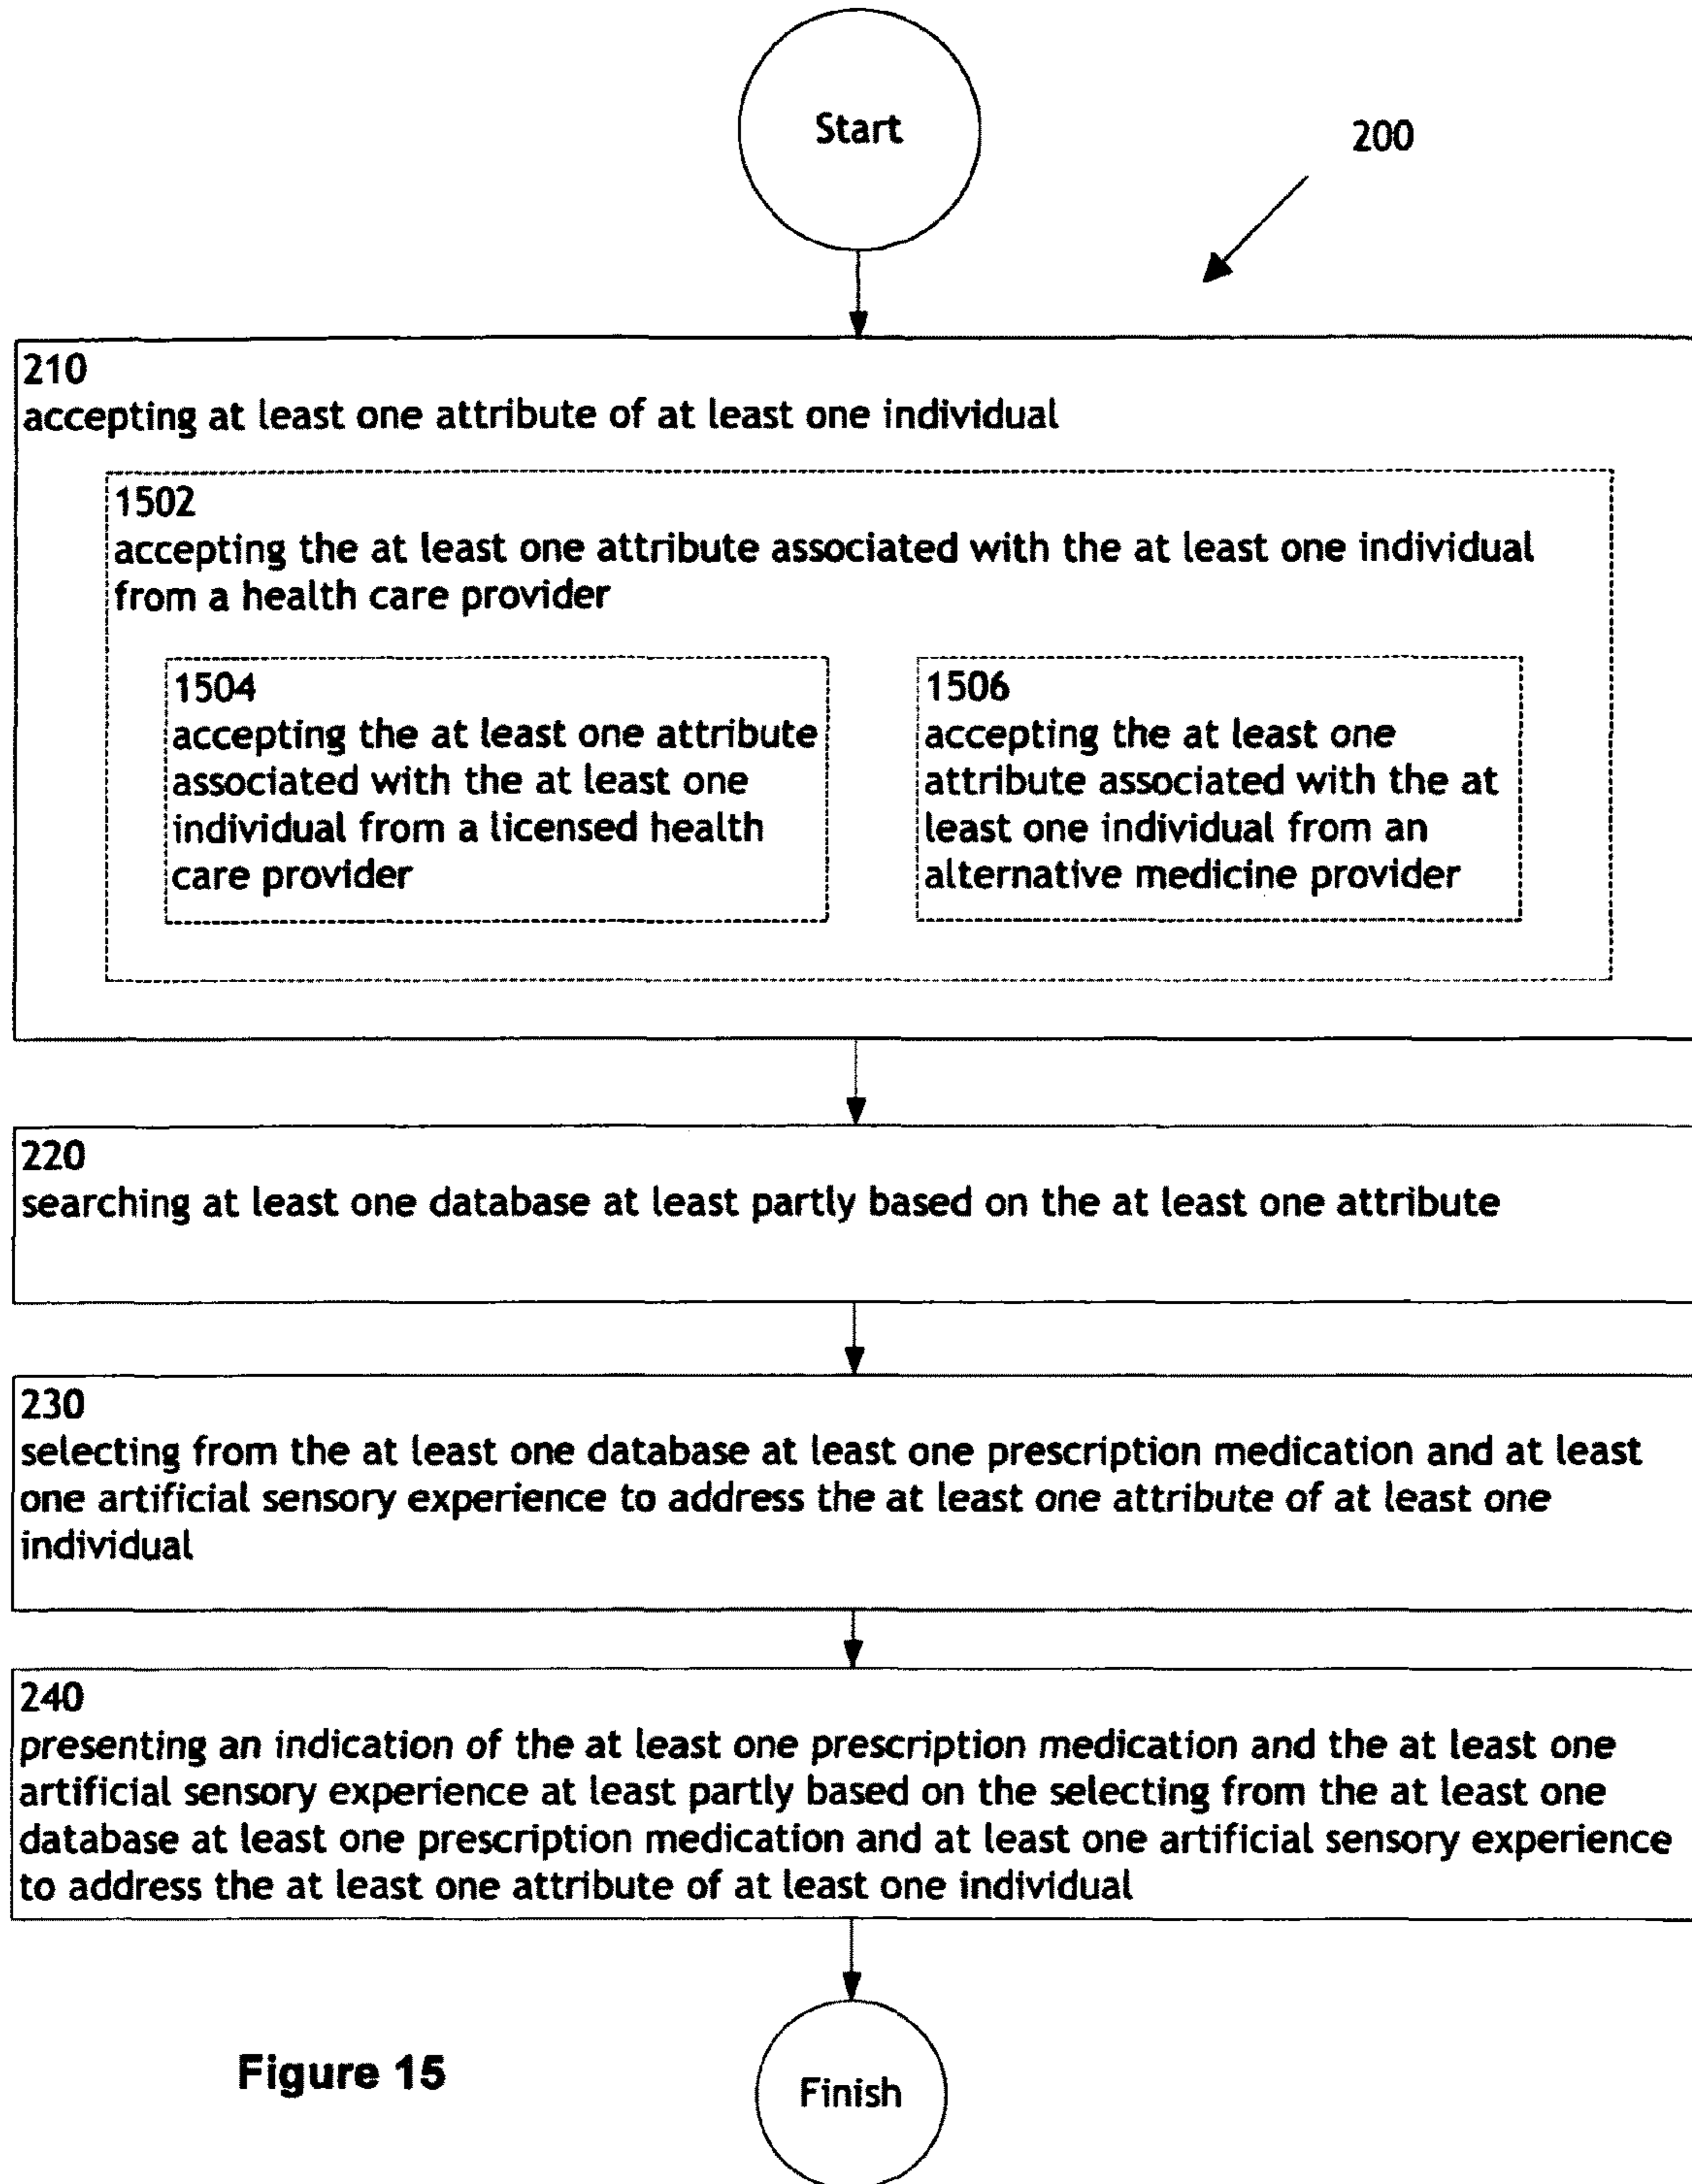 Start
200
210
accepting at least one attribute of at least one individual
1502
accepting the at least one attribute associated with the at least one individual
from a health care provider
1504
accepting the at least one attribute
associated with the at least one
individual from a licensed health
care provider
1506
accepting the at least one
attribute associated with the at
least one individual from an
alternative medicine provider
220
searching at least one database at least partly based on the at least one attribute
230
selecting from the at least one database at least one prescription medication and at least
one artificial sensory experience to address the at least one attribute of at least one
individual
240
presenting an indication of the at least one prescription medication and the at least one
artificial sensory experience at least partly based on the selecting from the at least one
database at least one prescription medication and at least one artificial sensory experience
to address the at least one attribute of at least one individual
Figure 15
Finish